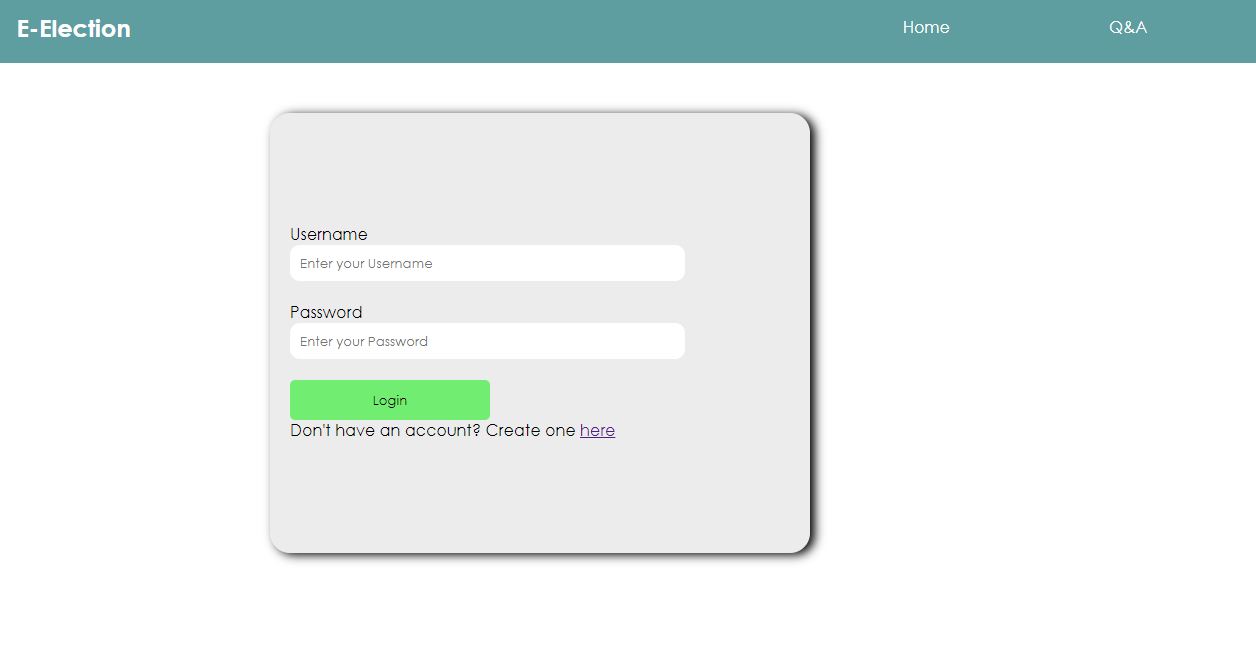 E-Election Home Q&A
Username
Enter your Username
Password
Enter your Password
Login
Don't have an account? Create one here